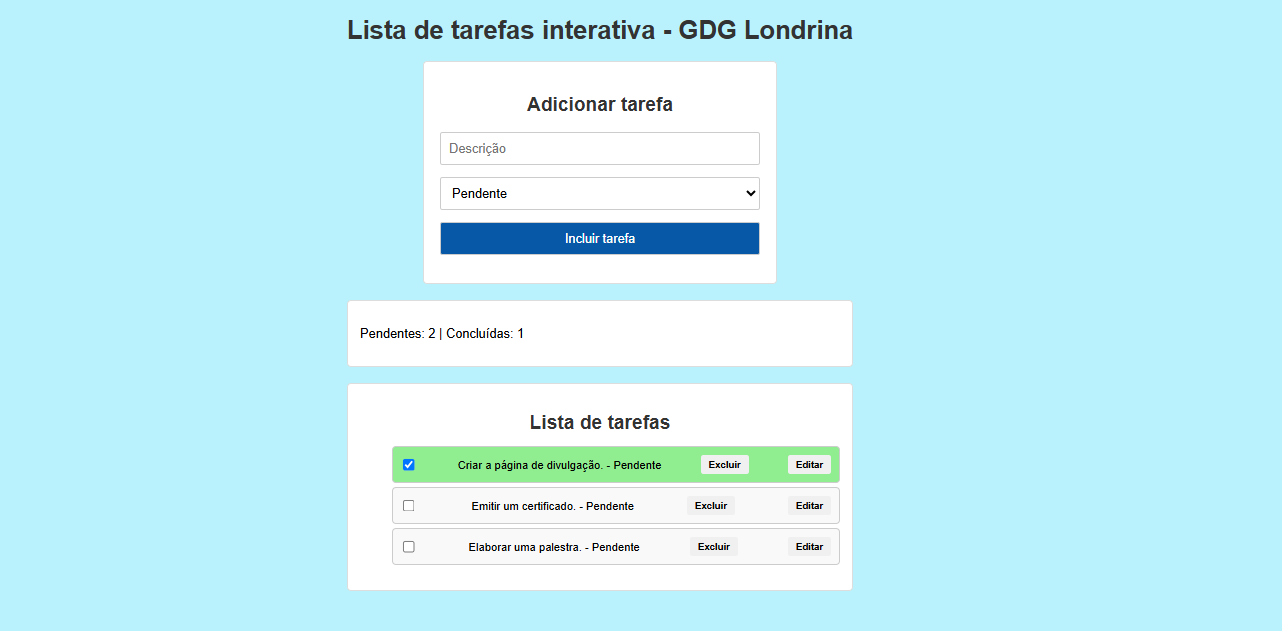 Lista de tarefas interativa - GDG Londrina
Adicionar tarefa
Descrição
Pendente
Incluir tarefa
Pendentes: 2 | Concluídas: 1
Lista de tarefas
Criar a página de divulgação. - Pendente Excluir Editar
Emitir um certificado. - Pendente Excluir Editar
Elaborar uma palestra. - Pendente Excluir Editar